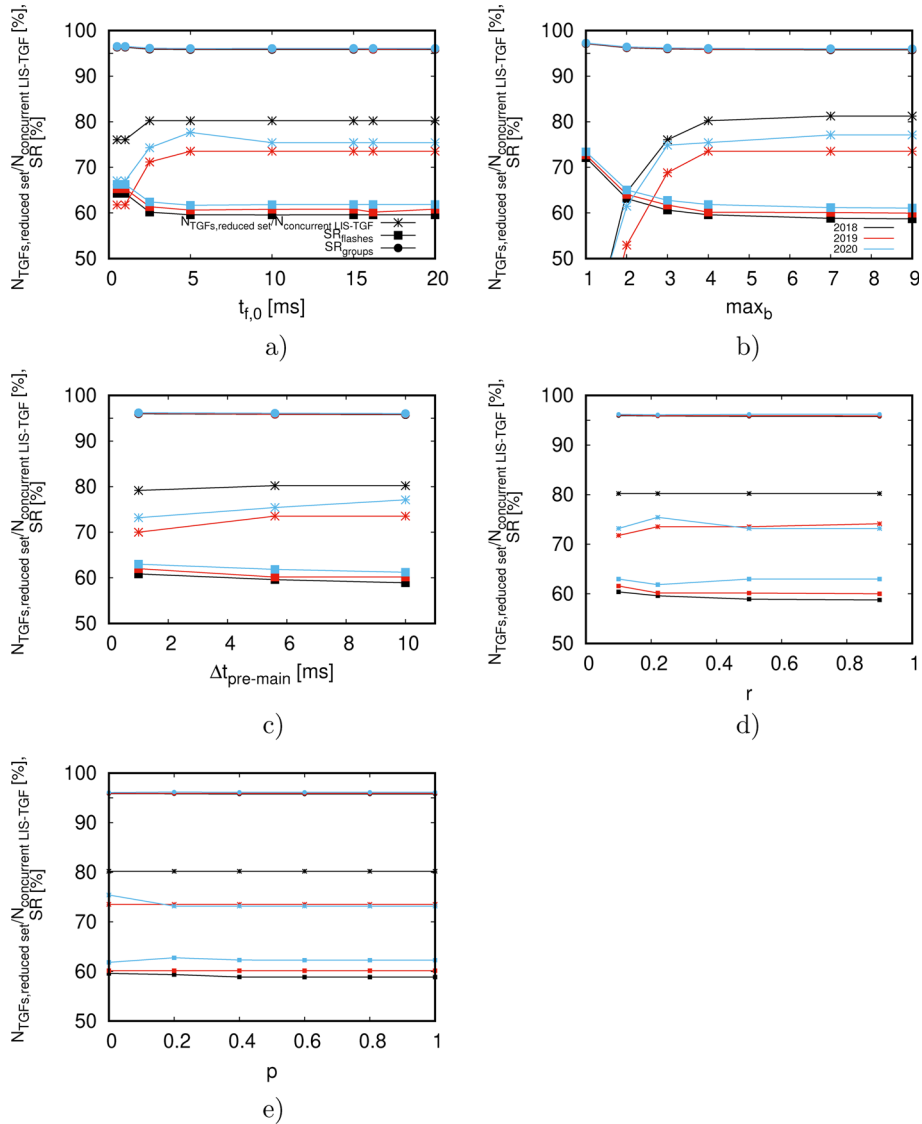 N_TGFs,reduced set/N_concurrent LIS-TGF [%],
SR [%]
100
95
90
80
70
60
50
N_TGFs,reduced set/N_concurrent LIS-TGF
SR_flashes
SR_groups
0 5 10 15 20
t_f,0 [ms]
a)
N_TGFs,reduced set/N_concurrent LIS-TGF [%],
SR [%]
100
95
90
80
70
60
50
2018
2019
2020
1 2 3 4 5 6 7 8 9
max_b
b)
N_TGFs,reduced set/N_concurrent LIS-TGF [%],
SR [%]
100
95
90
80
70
60
50
0 2 4 6 8 10
Δt_pre-main [ms]
c)
N_TGFs,reduced set/N_concurrent LIS-TGF [%],
SR [%]
100
95
90
80
70
60
50
0 0.2 0.4 0.6 0.8 1
r
d)
N_TGFs,reduced set/N_concurrent LIS-TGF [%],
SR [%]
100
95
90
80
70
60
50
0 0.2 0.4 0.6 0.8 1
p
e)